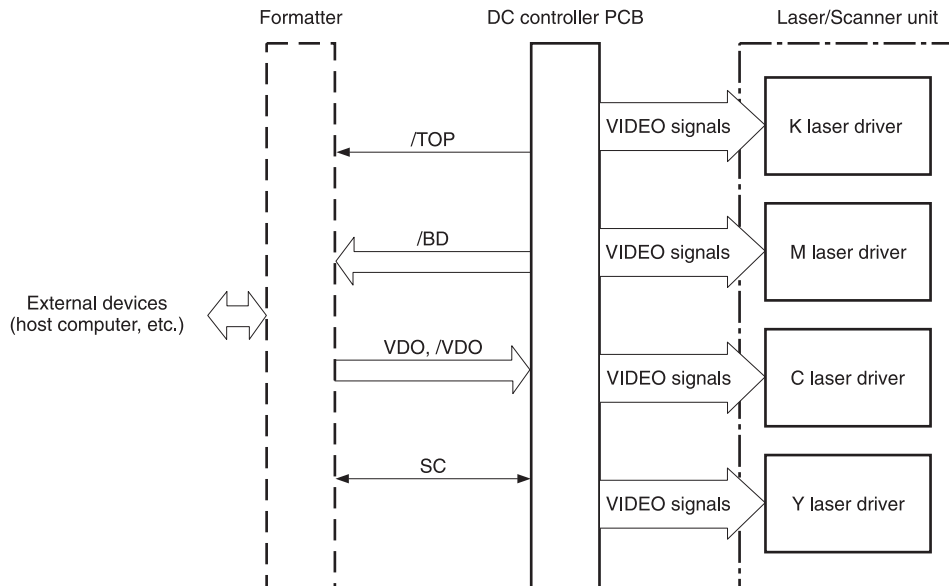 Formatter
DC controller PCB
Laser/Scanner unit
/TOP
/BD
External devices
(host computer, etc.)
VDO, /VDO
SC
VIDEO signals
K laser driver
VIDEO signals
M laser driver
VIDEO signals
C laser driver
VIDEO signals
Y laser driver